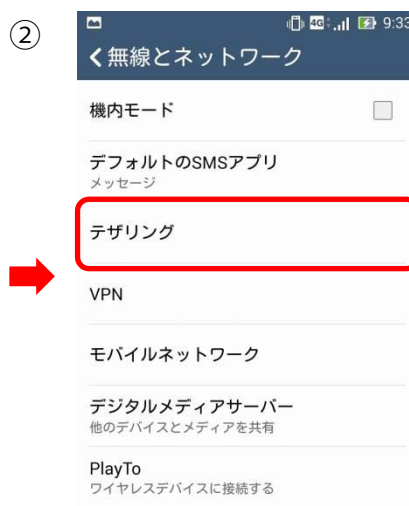 ②
4G 9:33
無線とネットワーク
機内モード
デフォルトのSMSアプリ
メッセージ
テザリング
VPN
モバイルネットワーク
デジタルメディアサーバー
他のデバイスとメディアを共有
PlayTo
ワイヤレスデバイスに接続する